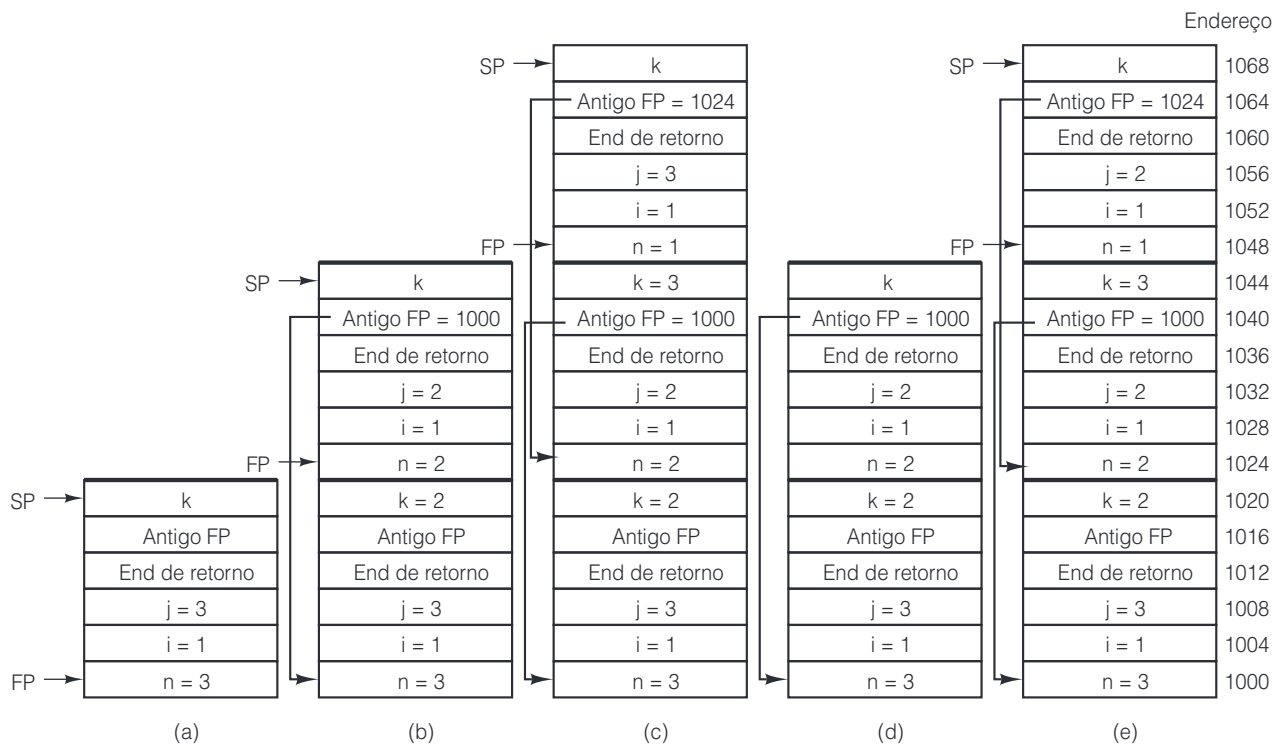 Endereço
SP k SP k 1068
Antigo FP = 1024 Antigo FP = 1024 1064
End de retorno End de retorno 1060
j = 3 j = 2 1056
i = 1 i = 1 1052
FP n = 1 FP n = 1 1048
SP k k = 3 k k = 3 1044
Antigo FP = 1000 Antigo FP = 1000 Antigo FP = 1000 Antigo FP = 1000 1040
End de retorno End de retorno End de retorno End de retorno 1036
j = 2 j = 2 j = 2 j = 2 1032
i = 1 i = 1 i = 1 i = 1 1028
FP n = 2 n = 2 n = 2 n = 2 1024
SP k k = 2 k = 2 k = 2 k = 2 1020
Antigo FP Antigo FP Antigo FP Antigo FP Antigo FP 1016
End de retorno End de retorno End de retorno End de retorno End de retorno 1012
j = 3 j = 3 j = 3 j = 3 j = 3 1008
i = 1 i = 1 i = 1 i = 1 i = 1 1004
FP n = 3 n = 3 n = 3 n = 3 n = 3 1000
(a) (b) (c) (d) (e)